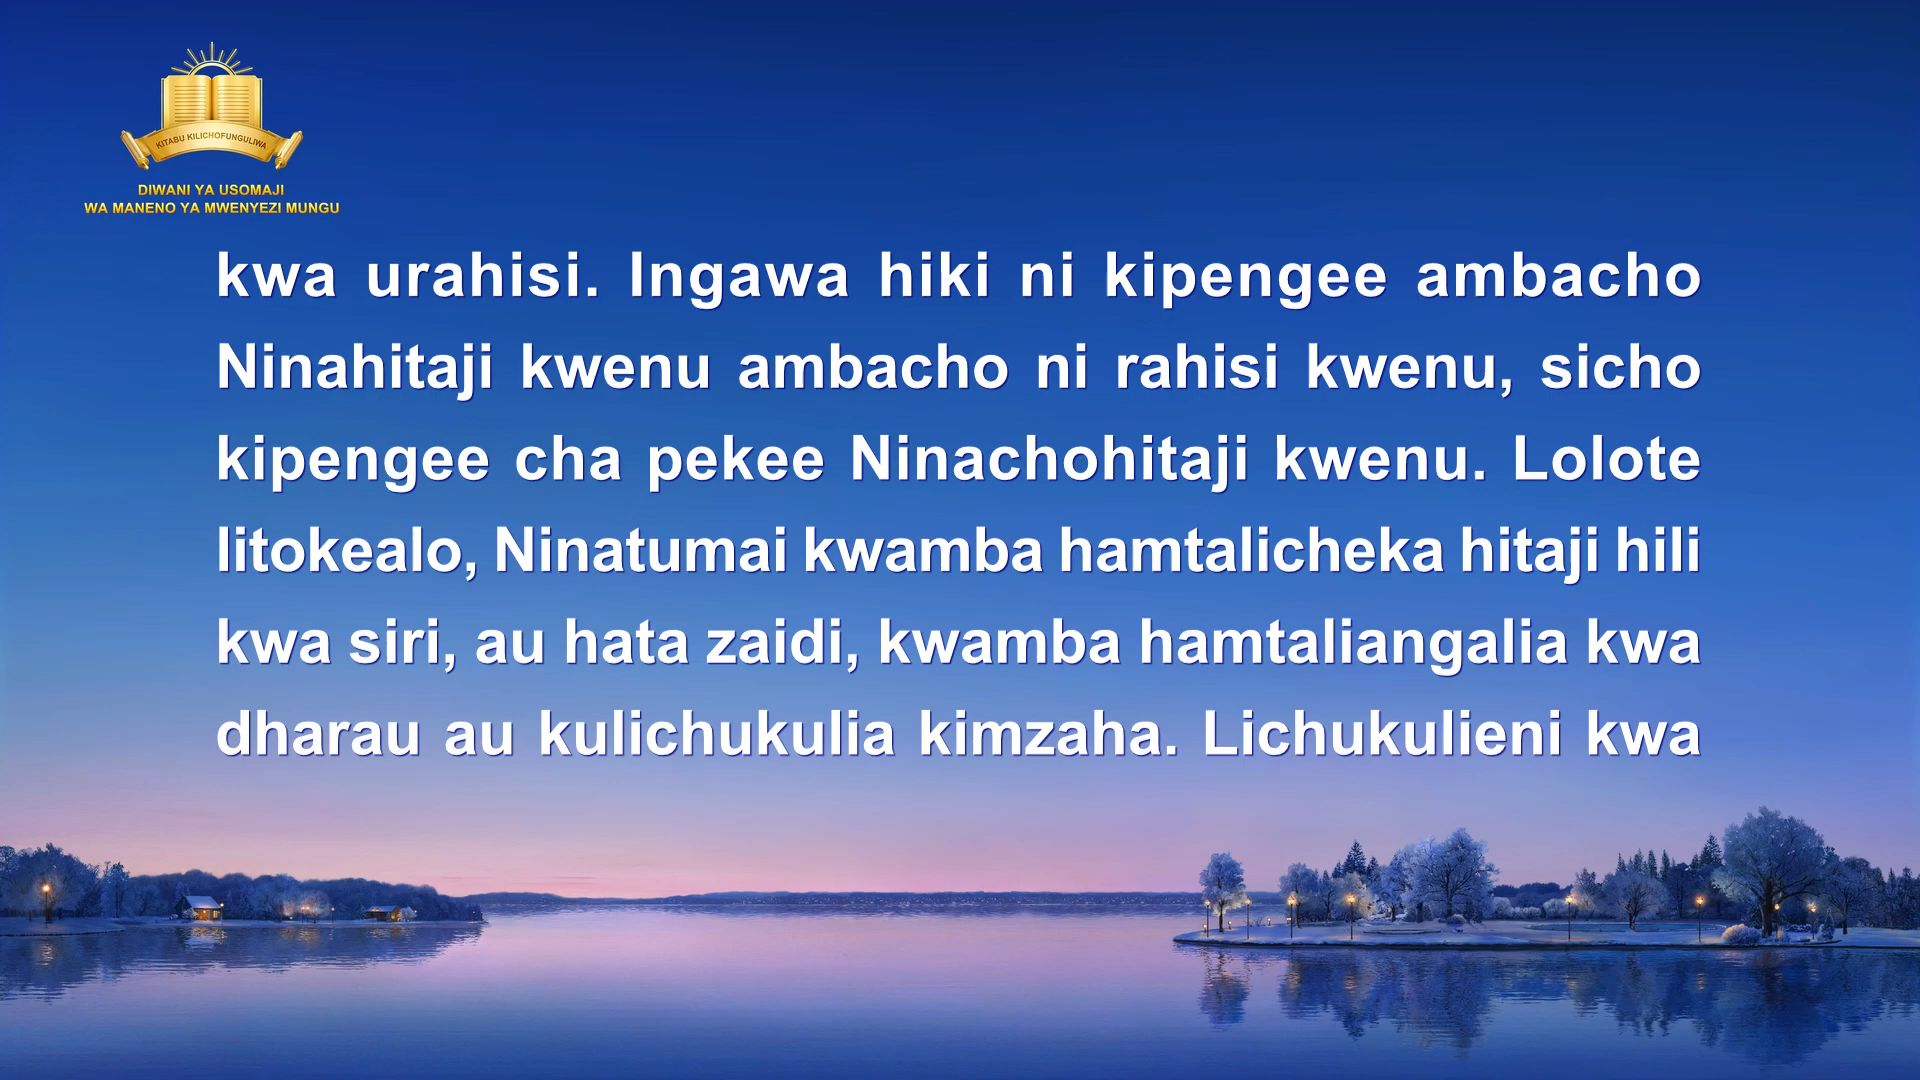 KITABU KILICHOFUNGULIWA
DIWANI YA USOMAJI
WA MANENO YA MWENYEZI MUNGU
kwa urahisi. Ingawa hiki ni kipengee ambacho
Ninahitaji kwenu ambacho ni rahisi kwenu, sicho
kipengee cha pekee Ninachohitaji kwenu. Lolote
litokealo, Ninatumai kwamba hamtalicheka hitaji hili
kwa siri, au hata zaidi, kwamba hamtaliangalia kwa
dharau au kulichukulia kimzaha. Lichukulieni kwa